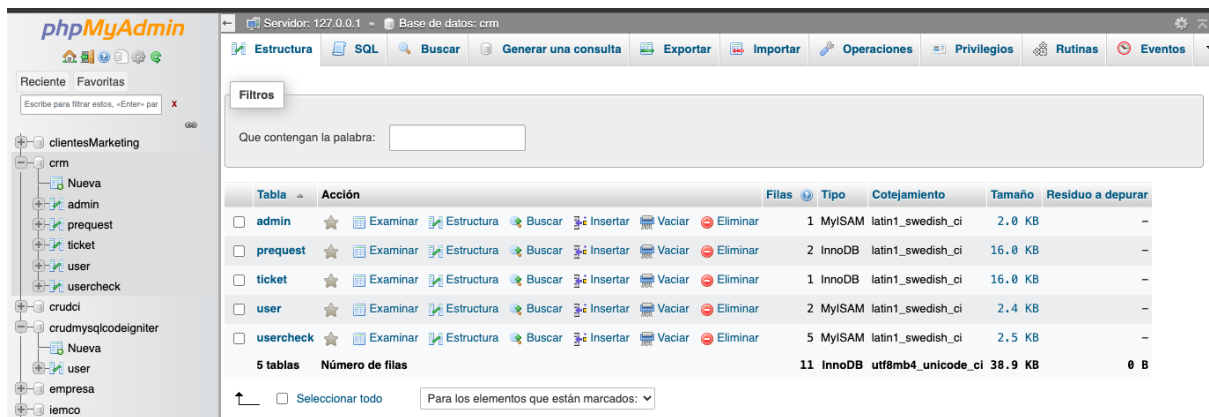 phpMyAdmin
Reciente Favoritas
Escribe para filtrar estos, «Enter» par X
clientesMarketing
crm
Nueva
admin
prequest
ticket
user
usercheck
crudci
crudmysqlcodeigniter
Nueva
user
empresa
iemco
Servidor: 127.0.0.1 » Base de datos: crm
Estructura SQL Buscar Generar una consulta Exportar Importar Operaciones Privilegios Rutinas Eventos
Filtros
Que contengan la palabra:
Tabla Acción Filas Tipo Cotejamiento Tamaño Residuo a depurar
admin Examinar Estructura Buscar Insertar Vaciar Eliminar 1 MyISAM latin1_swedish_ci 2.0 KB –
prequest Examinar Estructura Buscar Insertar Vaciar Eliminar 2 InnoDB latin1_swedish_ci 16.0 KB –
ticket Examinar Estructura Buscar Insertar Vaciar Eliminar 1 InnoDB latin1_swedish_ci 16.0 KB –
user Examinar Estructura Buscar Insertar Vaciar Eliminar 2 MyISAM latin1_swedish_ci 2.4 KB –
usercheck Examinar Estructura Buscar Insertar Vaciar Eliminar 5 MyISAM latin1_swedish_ci 2.5 KB –
5 tablas Número de filas 11 InnoDB utf8mb4_unicode_ci 38.9 KB 0 B
Seleccionar todo Para los elementos que están marcados: